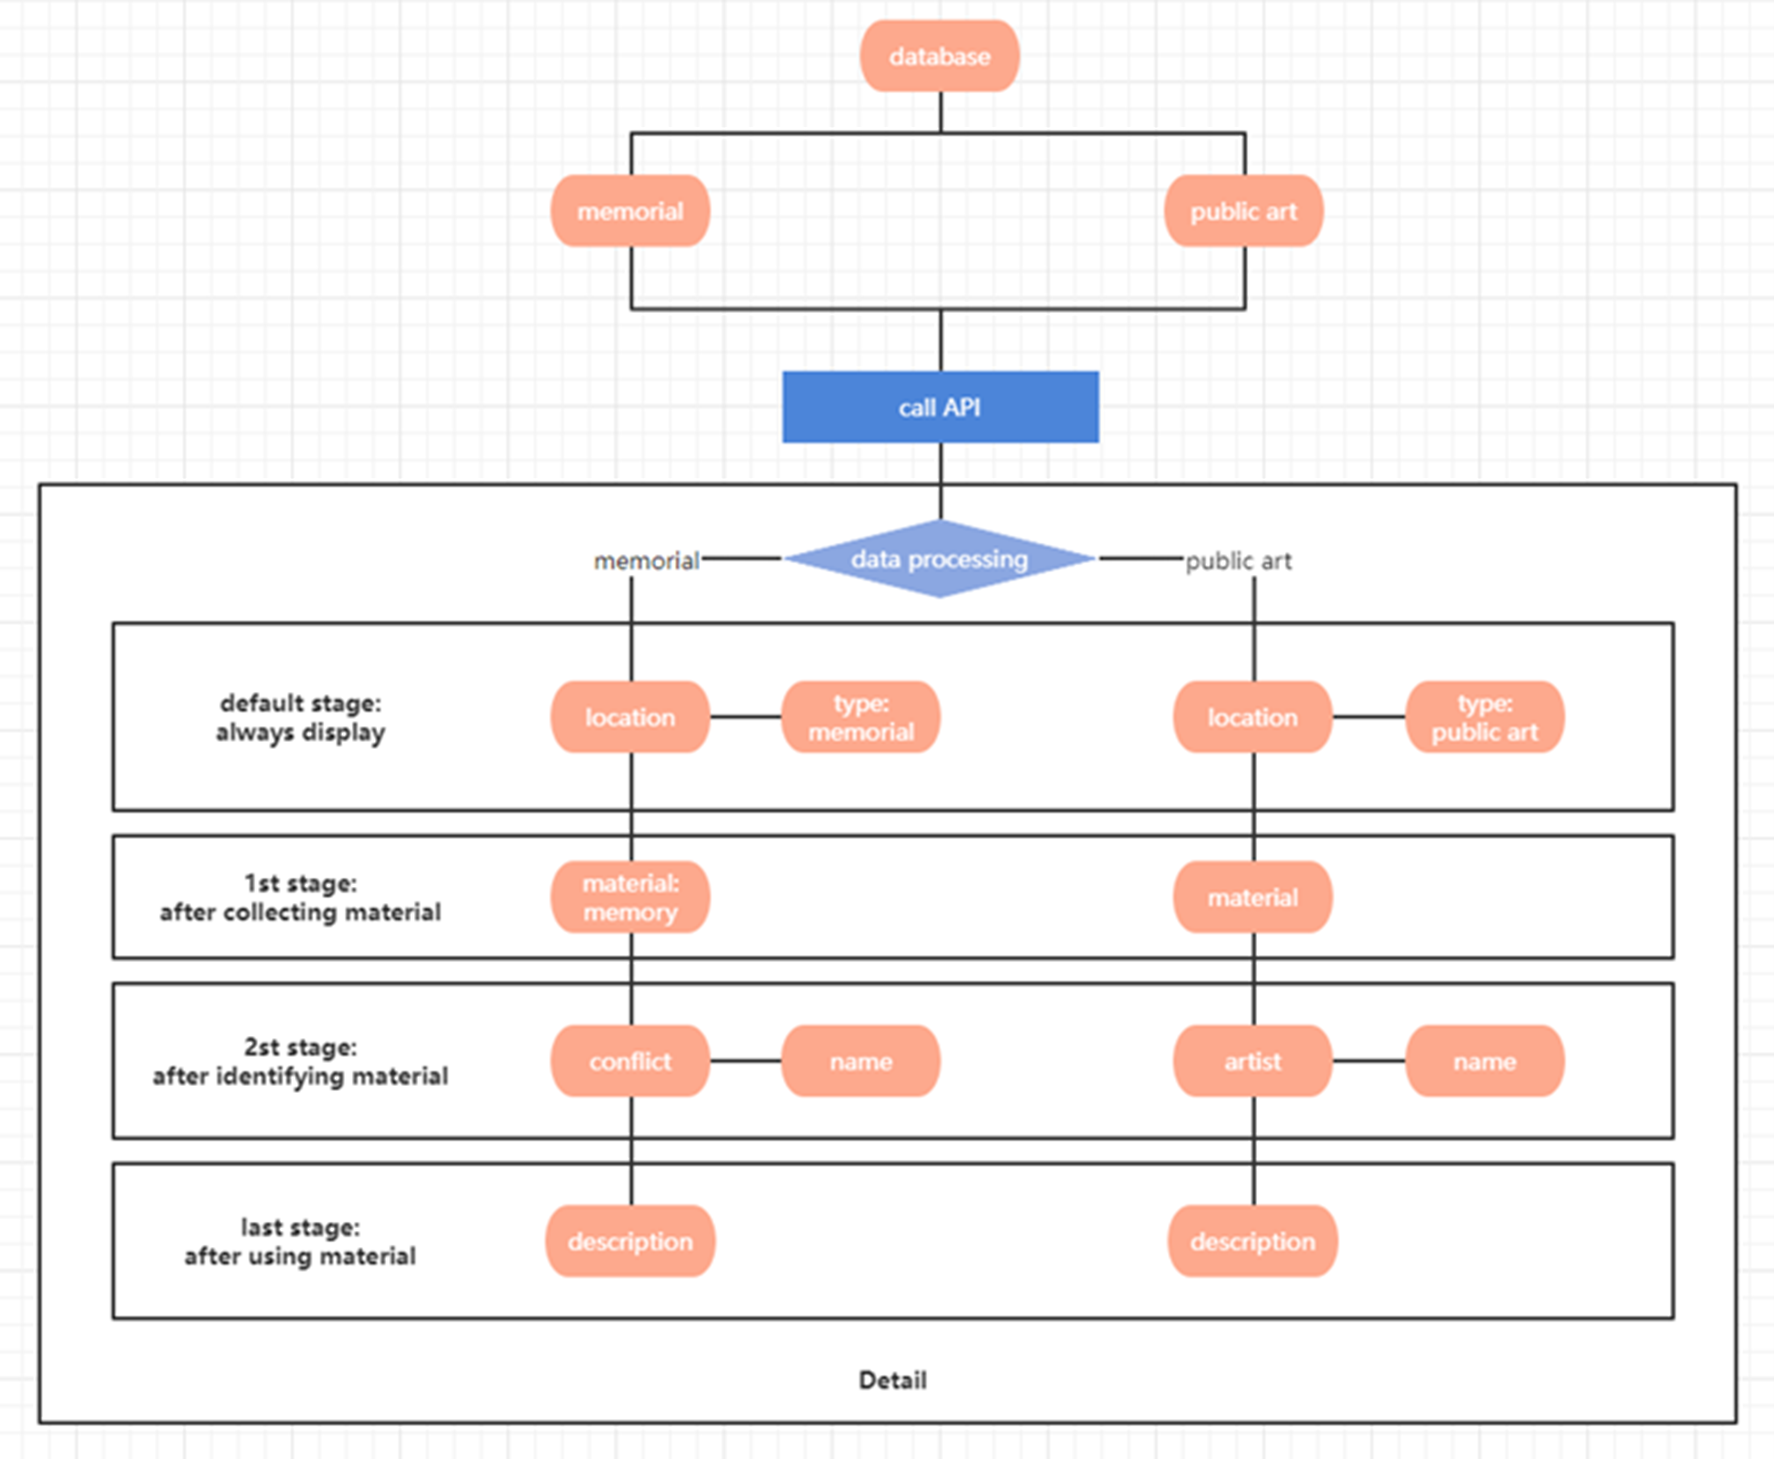 database
memorial
public art
call API
memorial
data processing
public art
default stage:
always display
location
type:
memorial
location
type:
public art
1st stage:
after collecting material
material:
memory
material
2st stage:
after identifying material
conflict
name
artist
name
last stage:
after using material
description
description
Detail